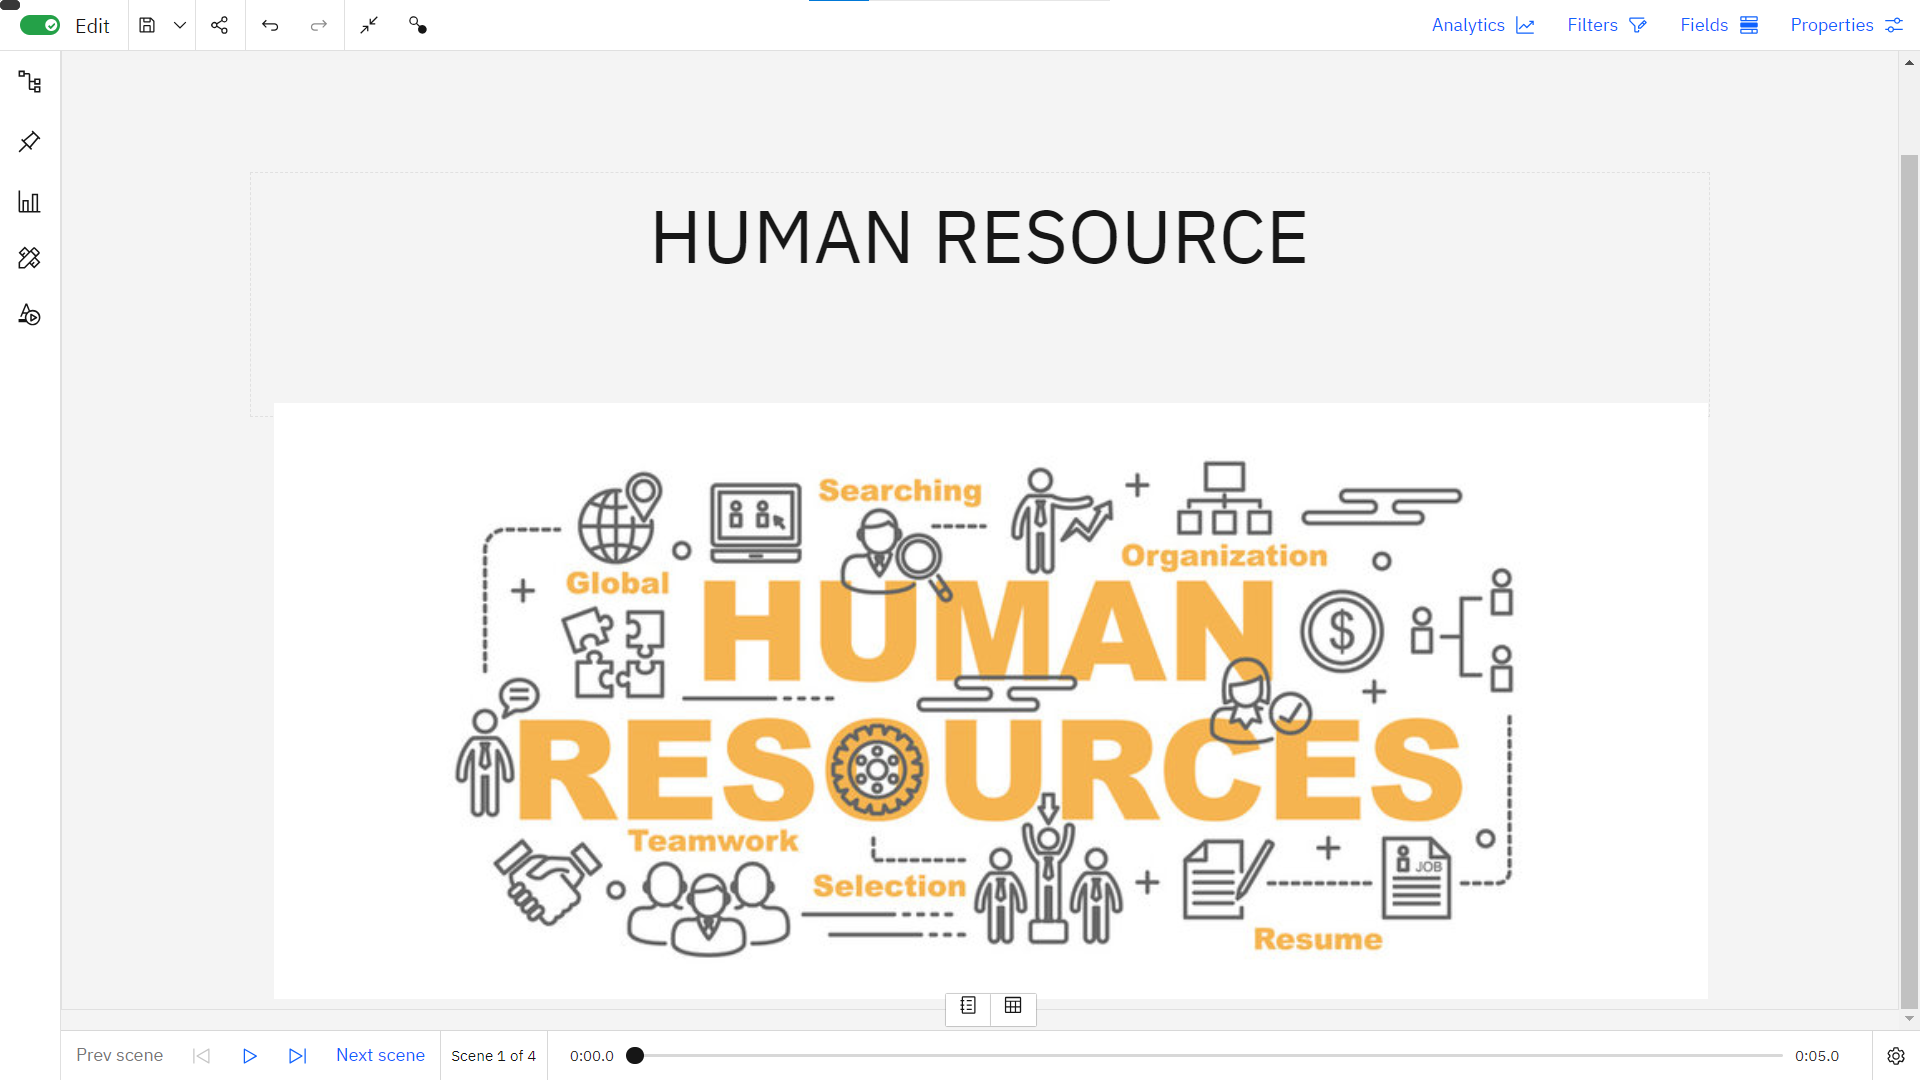 Edit
Analytics
Filters
Fields
Properties
HUMAN RESOURCE
Searching
Organization
Global
HUMAN
$
RESOURCES
Teamwork
JOB
Selection
Resume
Prev scene
Next scene
Scene 1 of 4
0:00.0
0:05.0